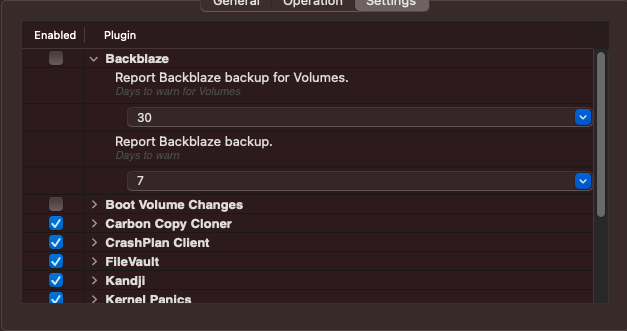 General Operation Settings
Enabled Plugin
Backblaze
Report Backblaze backup for Volumes.
Days to warn for Volumes
30
Report Backblaze backup.
Days to warn
7
Boot Volume Changes
Carbon Copy Cloner
CrashPlan Client
FileVault
Kandji
Kernel Panics